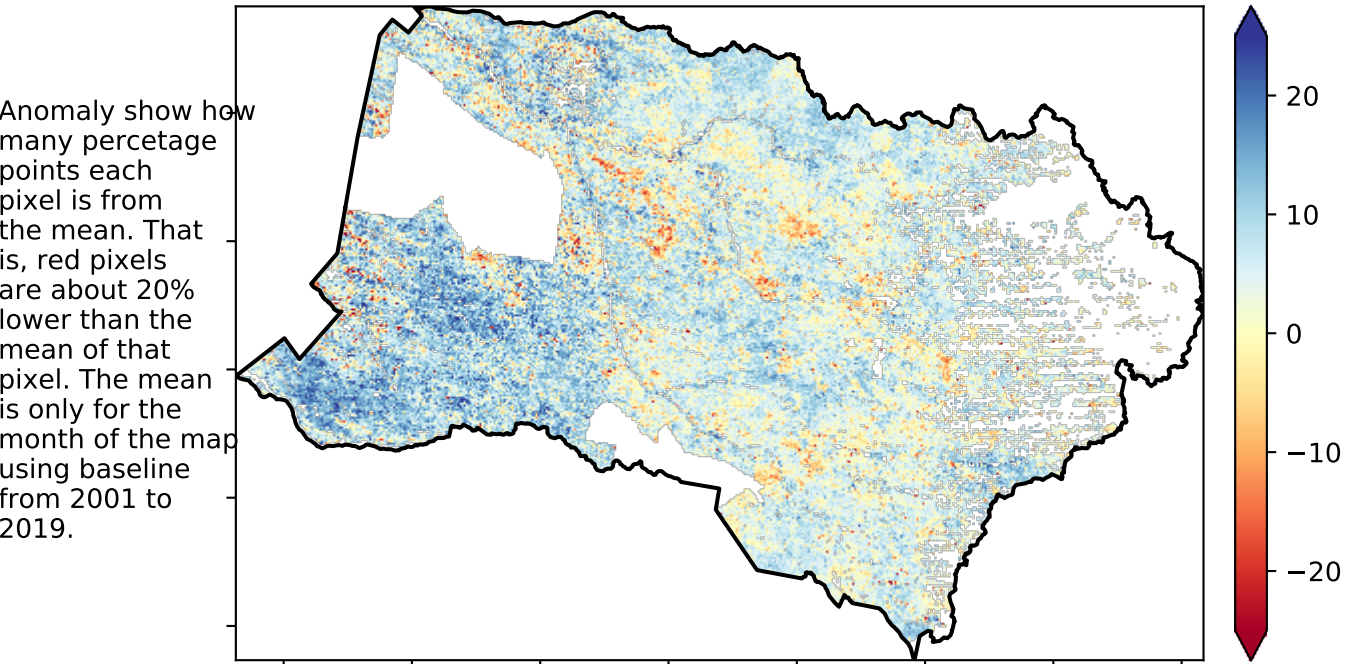 Anomaly show how
many percetage
points each
pixel is from
the mean. That
is, red pixels
are about 20%
lower than the
mean of that
pixel. The mean
is only for the
month of the map
using baseline
from 2001 to
2019.
20
10
0
−10
−20